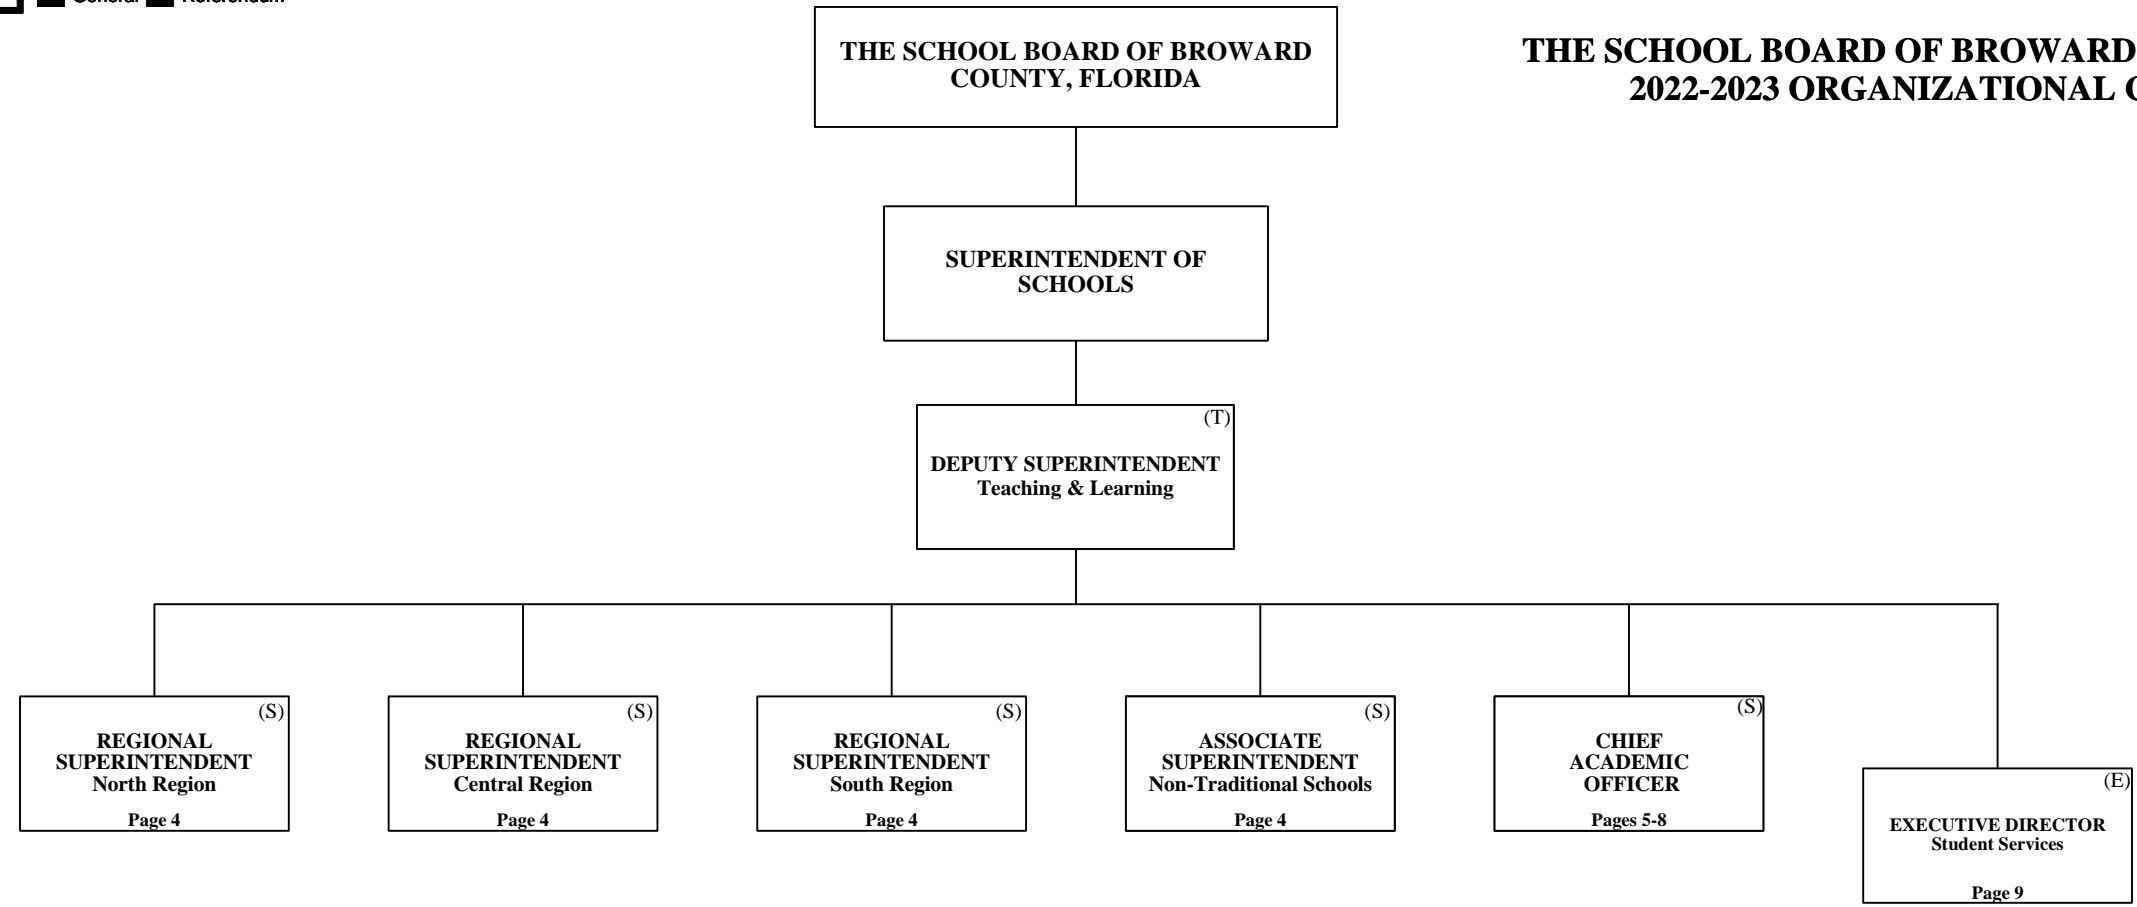 General Referendum
THE SCHOOL BOARD OF BROWARD
COUNTY, FLORIDA
THE SCHOOL BOARD OF BROWARD
2022-2023 ORGANIZATIONAL
SUPERINTENDENT OF
SCHOOLS
(T)
DEPUTY SUPERINTENDENT
Teaching & Learning
(S)
REGIONAL
SUPERINTENDENT
North Region
Page 4
(S)
REGIONAL
SUPERINTENDENT
Central Region
Page 4
(S)
REGIONAL
SUPERINTENDENT
South Region
Page 4
(S)
ASSOCIATE
SUPERINTENDENT
Non-Traditional Schools
Page 4
(S)
CHIEF
ACADEMIC
OFFICER
Pages 5-8
(E)
EXECUTIVE DIRECTOR
Student Services
Page 9